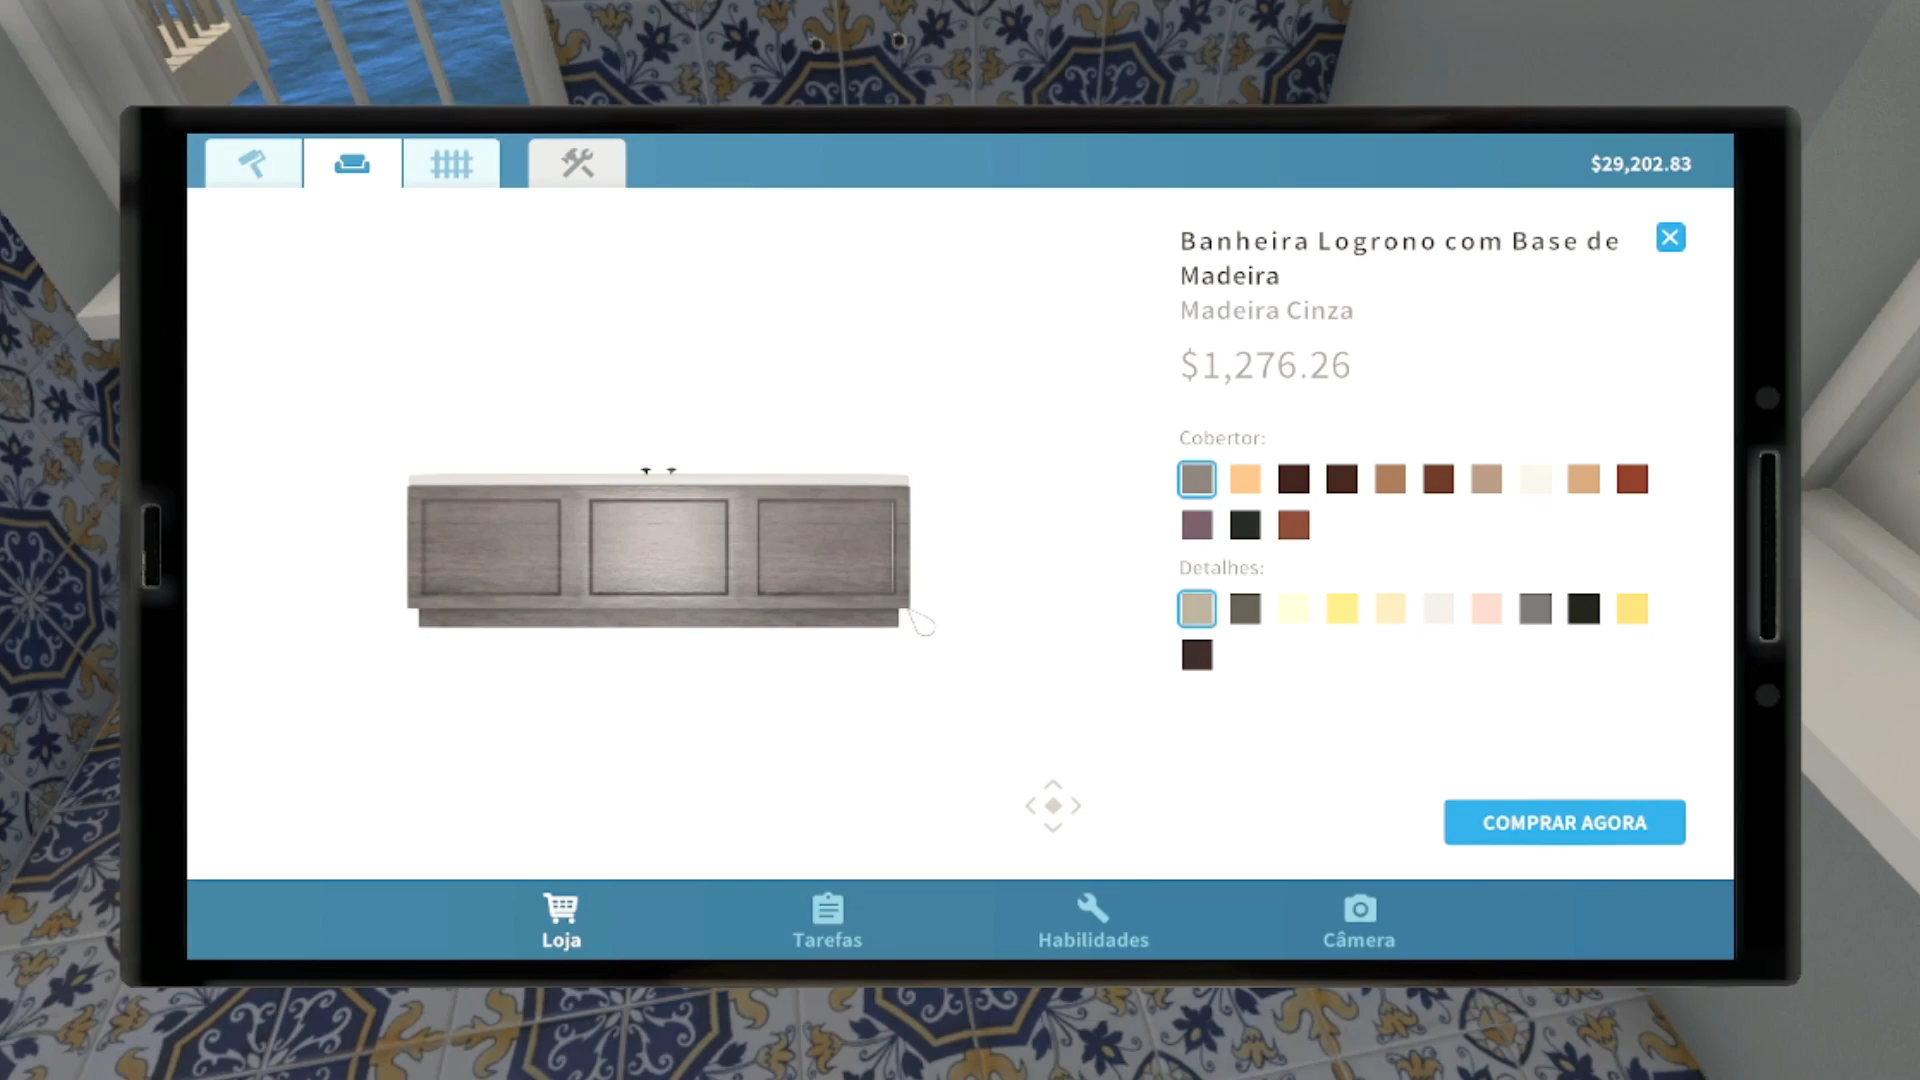 $29,202.83
Banheira Logrono com Base de
Madeira
Madeira Cinza
$1,276.26
Cobertor:
Detalhes:
COMPRAR AGORA
Loja
Tarefas
Habilidades
Câmera